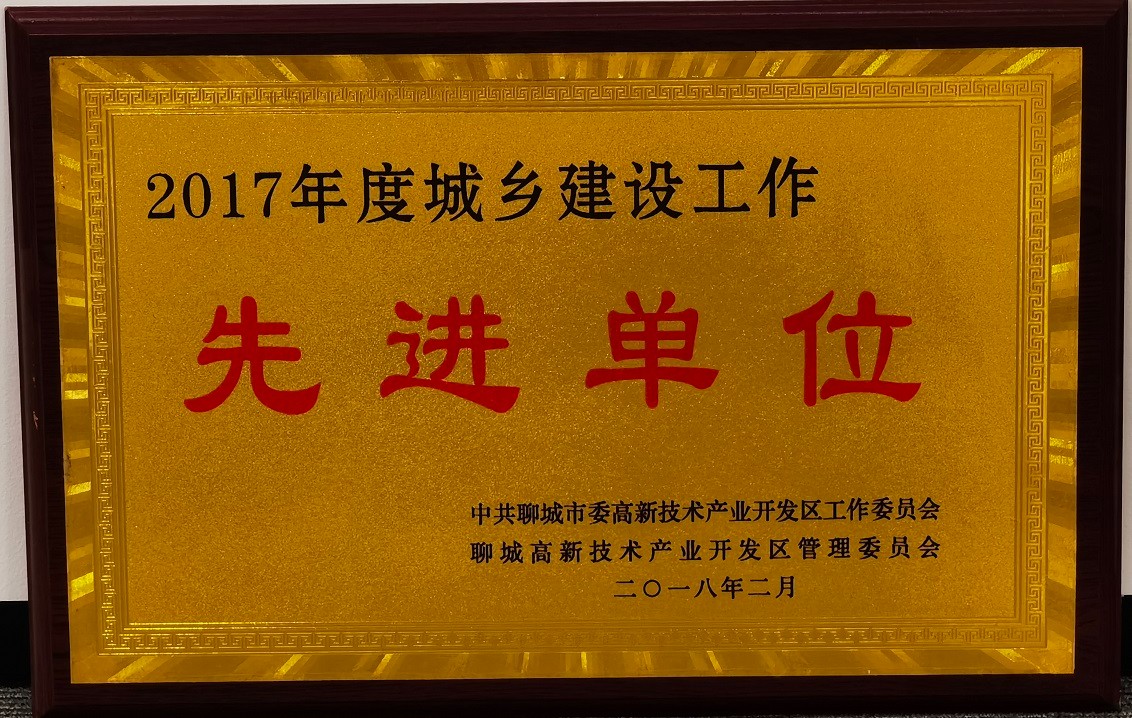 2017年度城乡建设工作
先进单位
中共聊城市委高新技术产业开发区工作委员会
聊城高新技术产业开发区管理委员会
二〇一八年二月